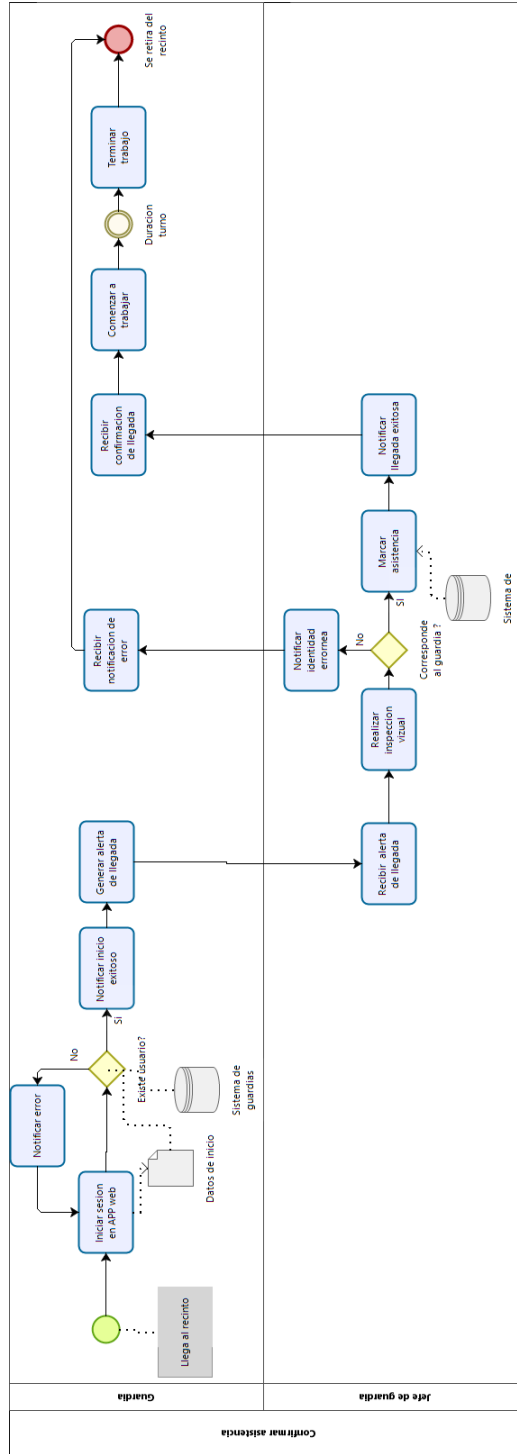 Confirmar asistencia
Guardia
Jefe de guardia
Llega al recinto
Iniciar sesion
en APP web
Datos de inicio
Notificar error
No
Existe usuario?
Si
Sistema de
guardias
Notificar inicio
exitoso
Generar alerta
de llegada
Recibir alerta
de llegada
Realizar
inspeccion
vizual
Corresponde
al guardia ?
No
SI
Notificar
identidad
errornea
Recibir
notificacion de
error
Marcar
asistencia
Sistema de
Notificar
llegada exitosa
Recibir
confirmacion
de llegada
Comenzar a
trabajar
Duracion
turno
Terminar
trabajo
Se retira del
recinto